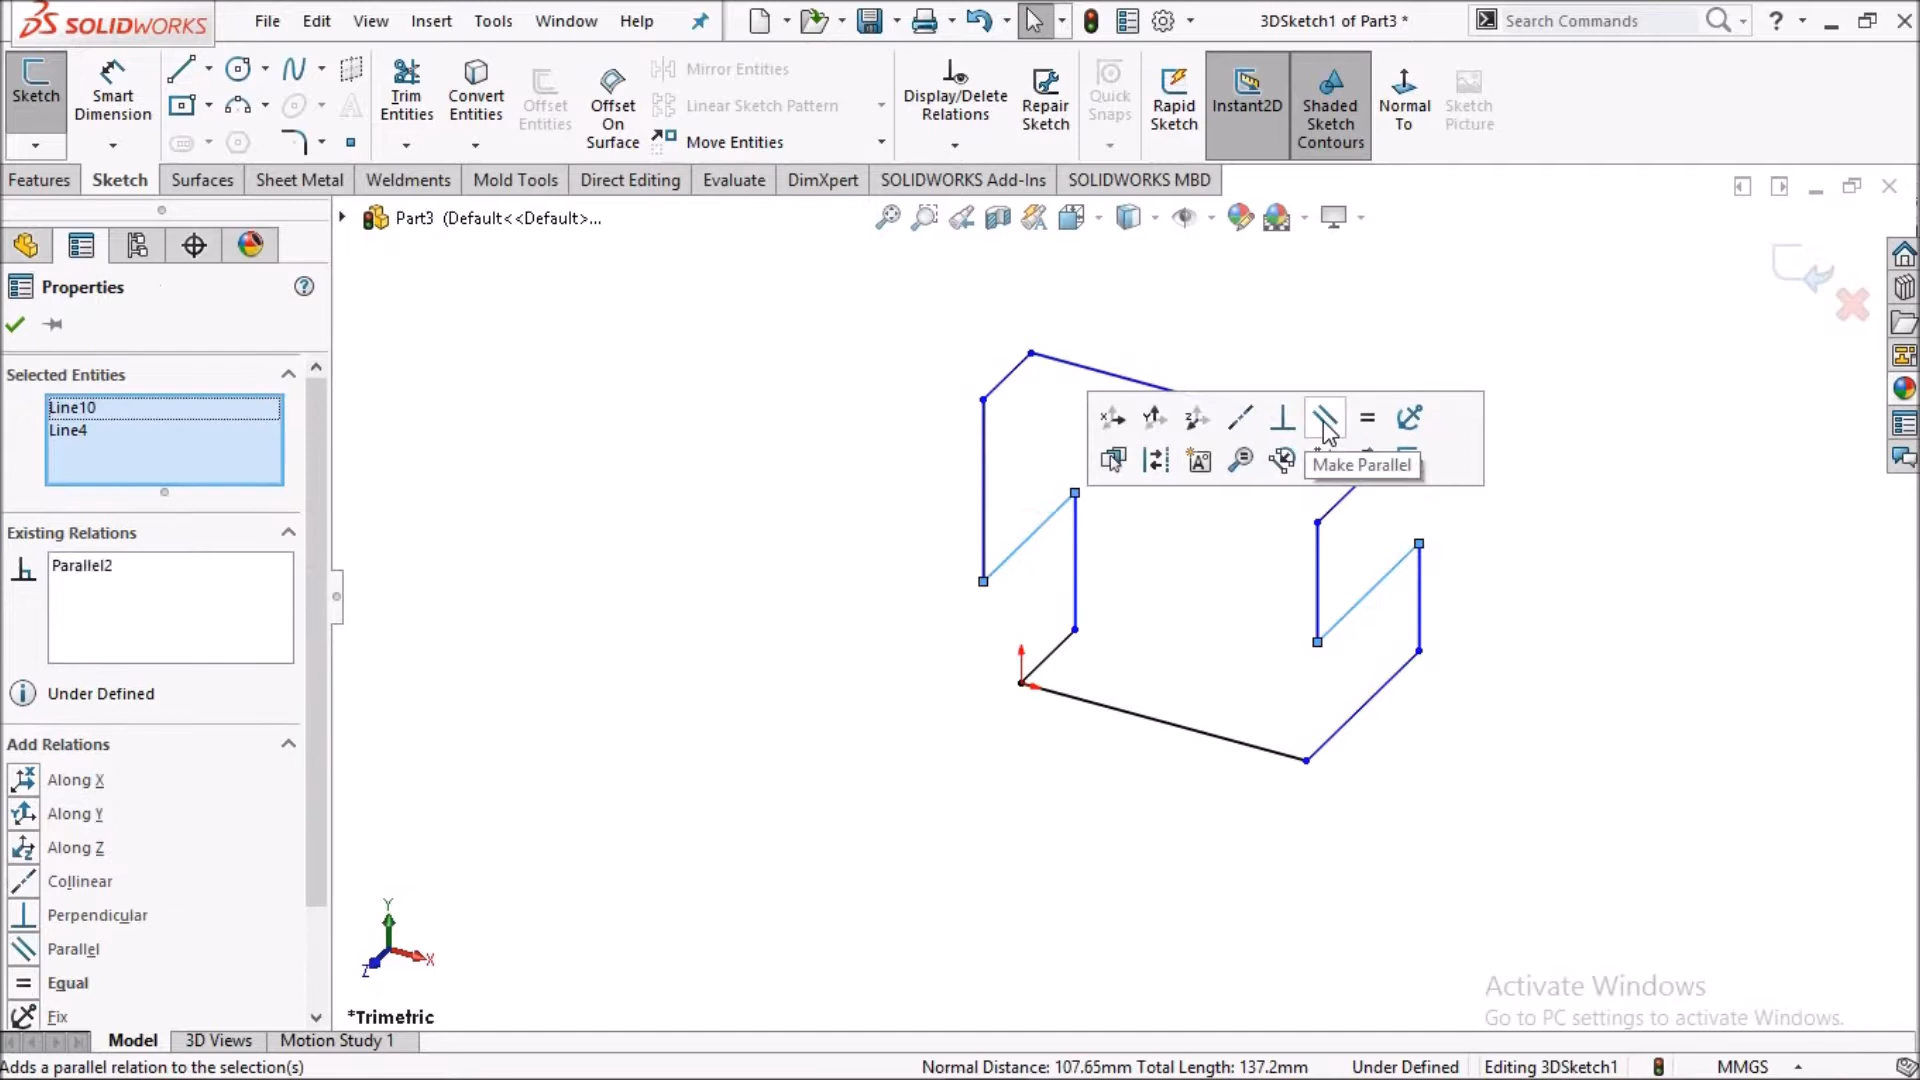 SOLIDWORKS
File Edit View Insert Tools Window Help
3DSketch1 of Part3 *
Search Commands
Sketch
Smart Dimension
Trim Entities
Convert Entities
Offset Entities
Offset On Surface
Mirror Entities
Linear Sketch Pattern
Move Entities
Display/Delete Relations
Repair Sketch
Quick Snaps
Rapid Sketch
Instant2D
Shaded Sketch Contours
Normal To
Sketch Picture
Features Sketch Surfaces Sheet Metal Weldments Mold Tools Direct Editing Evaluate DimXpert SOLIDWORKS Add-Ins SOLIDWORKS MBD
Part3 (Default<<Default>...
Properties
Selected Entities
Line10
Line4
Existing Relations
Parallel2
Under Defined
Add Relations
Along X
Along Y
Along Z
Collinear
Perpendicular
Parallel
Equal
Fix
Make Parallel
Y
X
Z
*Trimetric
Activate Windows
Go to PC settings to activate Windows.
Model 3D Views Motion Study 1
Adds a parallel relation to the selection(s)
Normal Distance: 107.65mm Total Length: 137.2mm Under Defined Editing 3DSketch1 MMGS